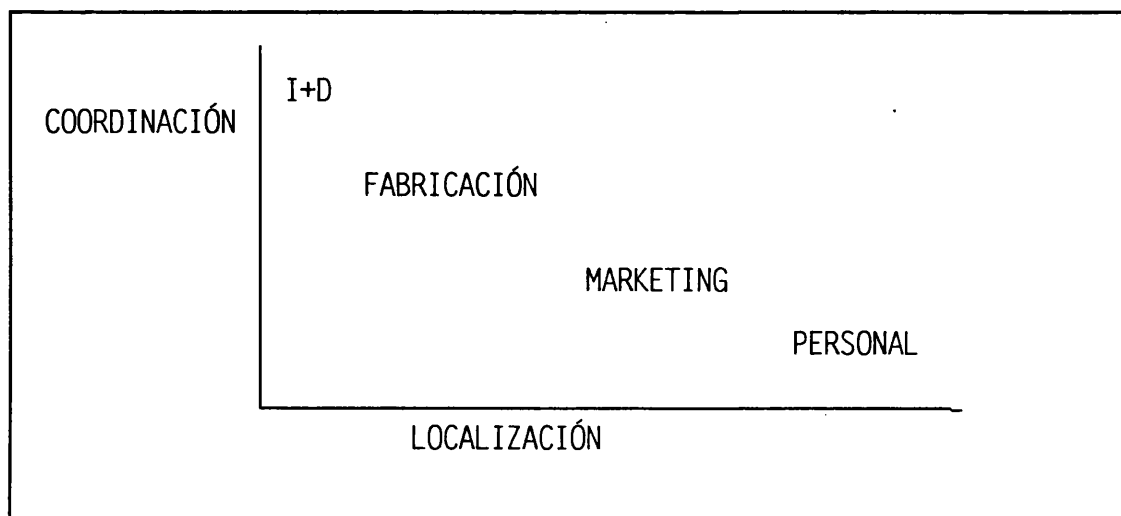 I+D
COORDINACIÓN
FABRICACIÓN
MARKETING
PERSONAL
LOCALIZACIÓN